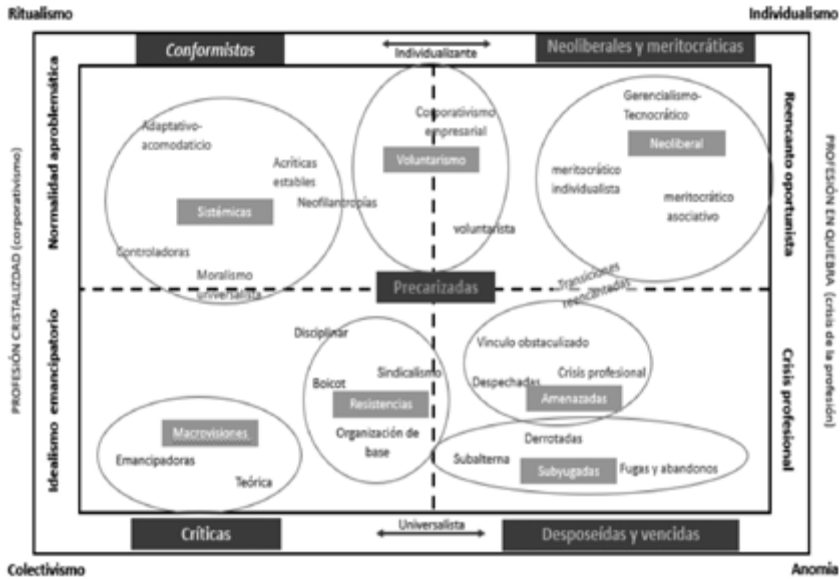 Ritualismo
Individualismo
Conformistas
Individualizante
Neoliberales y meritocráticas
Normalidad aproblemática
Reencanto oportunista
PROFESIÓN CRISTALIZDAD (corporativismo)
PROFESIÓN EN QUIEBRA (crisis de la profesión)
Adaptativo-
acomodaticio
Acríticas
estables
Neofilantropías
Sistémicas
Controladoras
Moralismo
universalista
Corporativismo
empresarial
Voluntarismo
voluntarista
Gerencialismo-
Tecnocrático
Neoliberal
meritocrático
individualista
meritocrático
asociativo
Precarizadas
Transiciones
reencantadas
Idealismo emancipatorio
Crisis profesional
Disciplinar
Sindicalismo
Boicot
Resistencias
Organización de
base
Macrovisiones
Emancipadoras
Teórica
Vinculo obstaculizado
Crisis profesional
Despechadas
Amenazadas
Derrotadas
Subalterna
Subyugadas
Fugas y abandonos
Críticas
Universalista
Desposeídas y vencidas
Colectivismo
Anomia